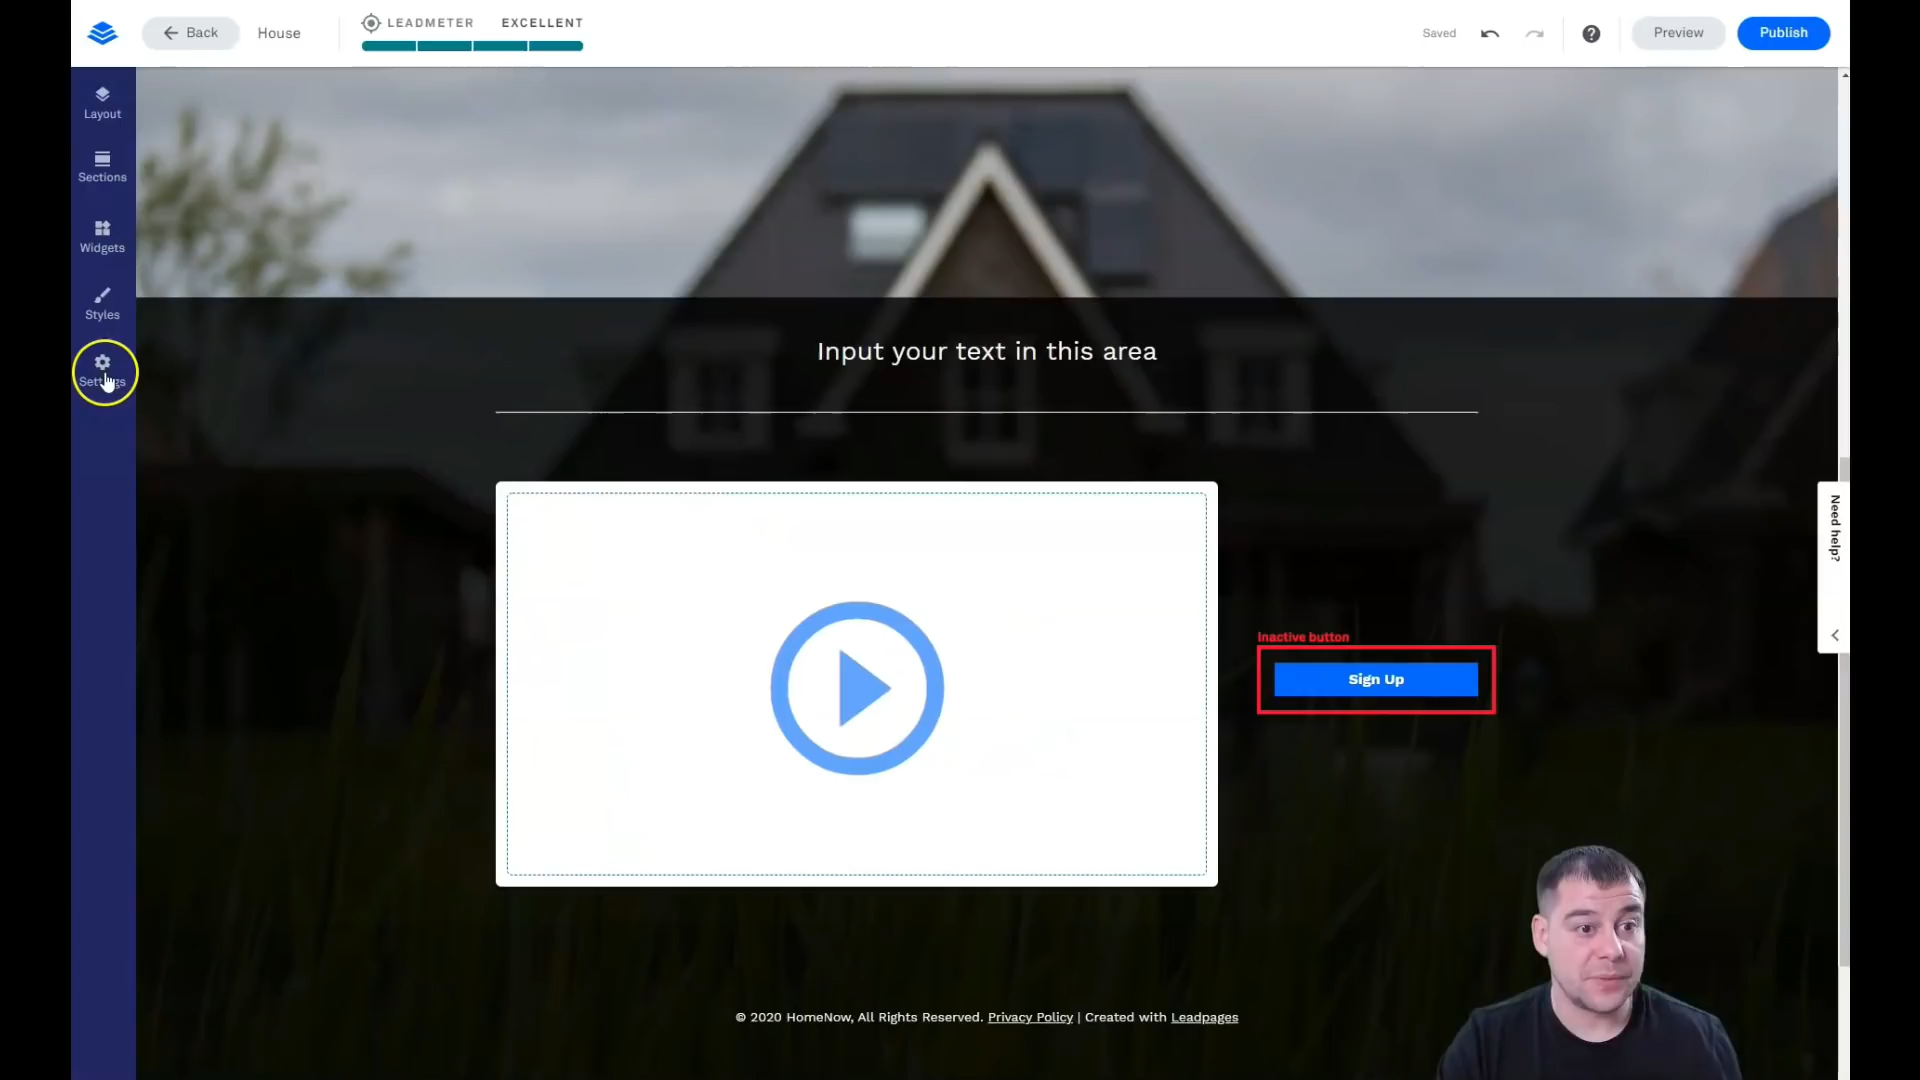 Back
House
LEADMETER EXCELLENT
Saved
Preview
Publish
Layout
Sections
Widgets
Styles
Settings
Input your text in this area
Need help?
Inactive button
Sign Up
© 2020 HomeNow, All Rights Reserved. Privacy Policy | Created with Leadpages